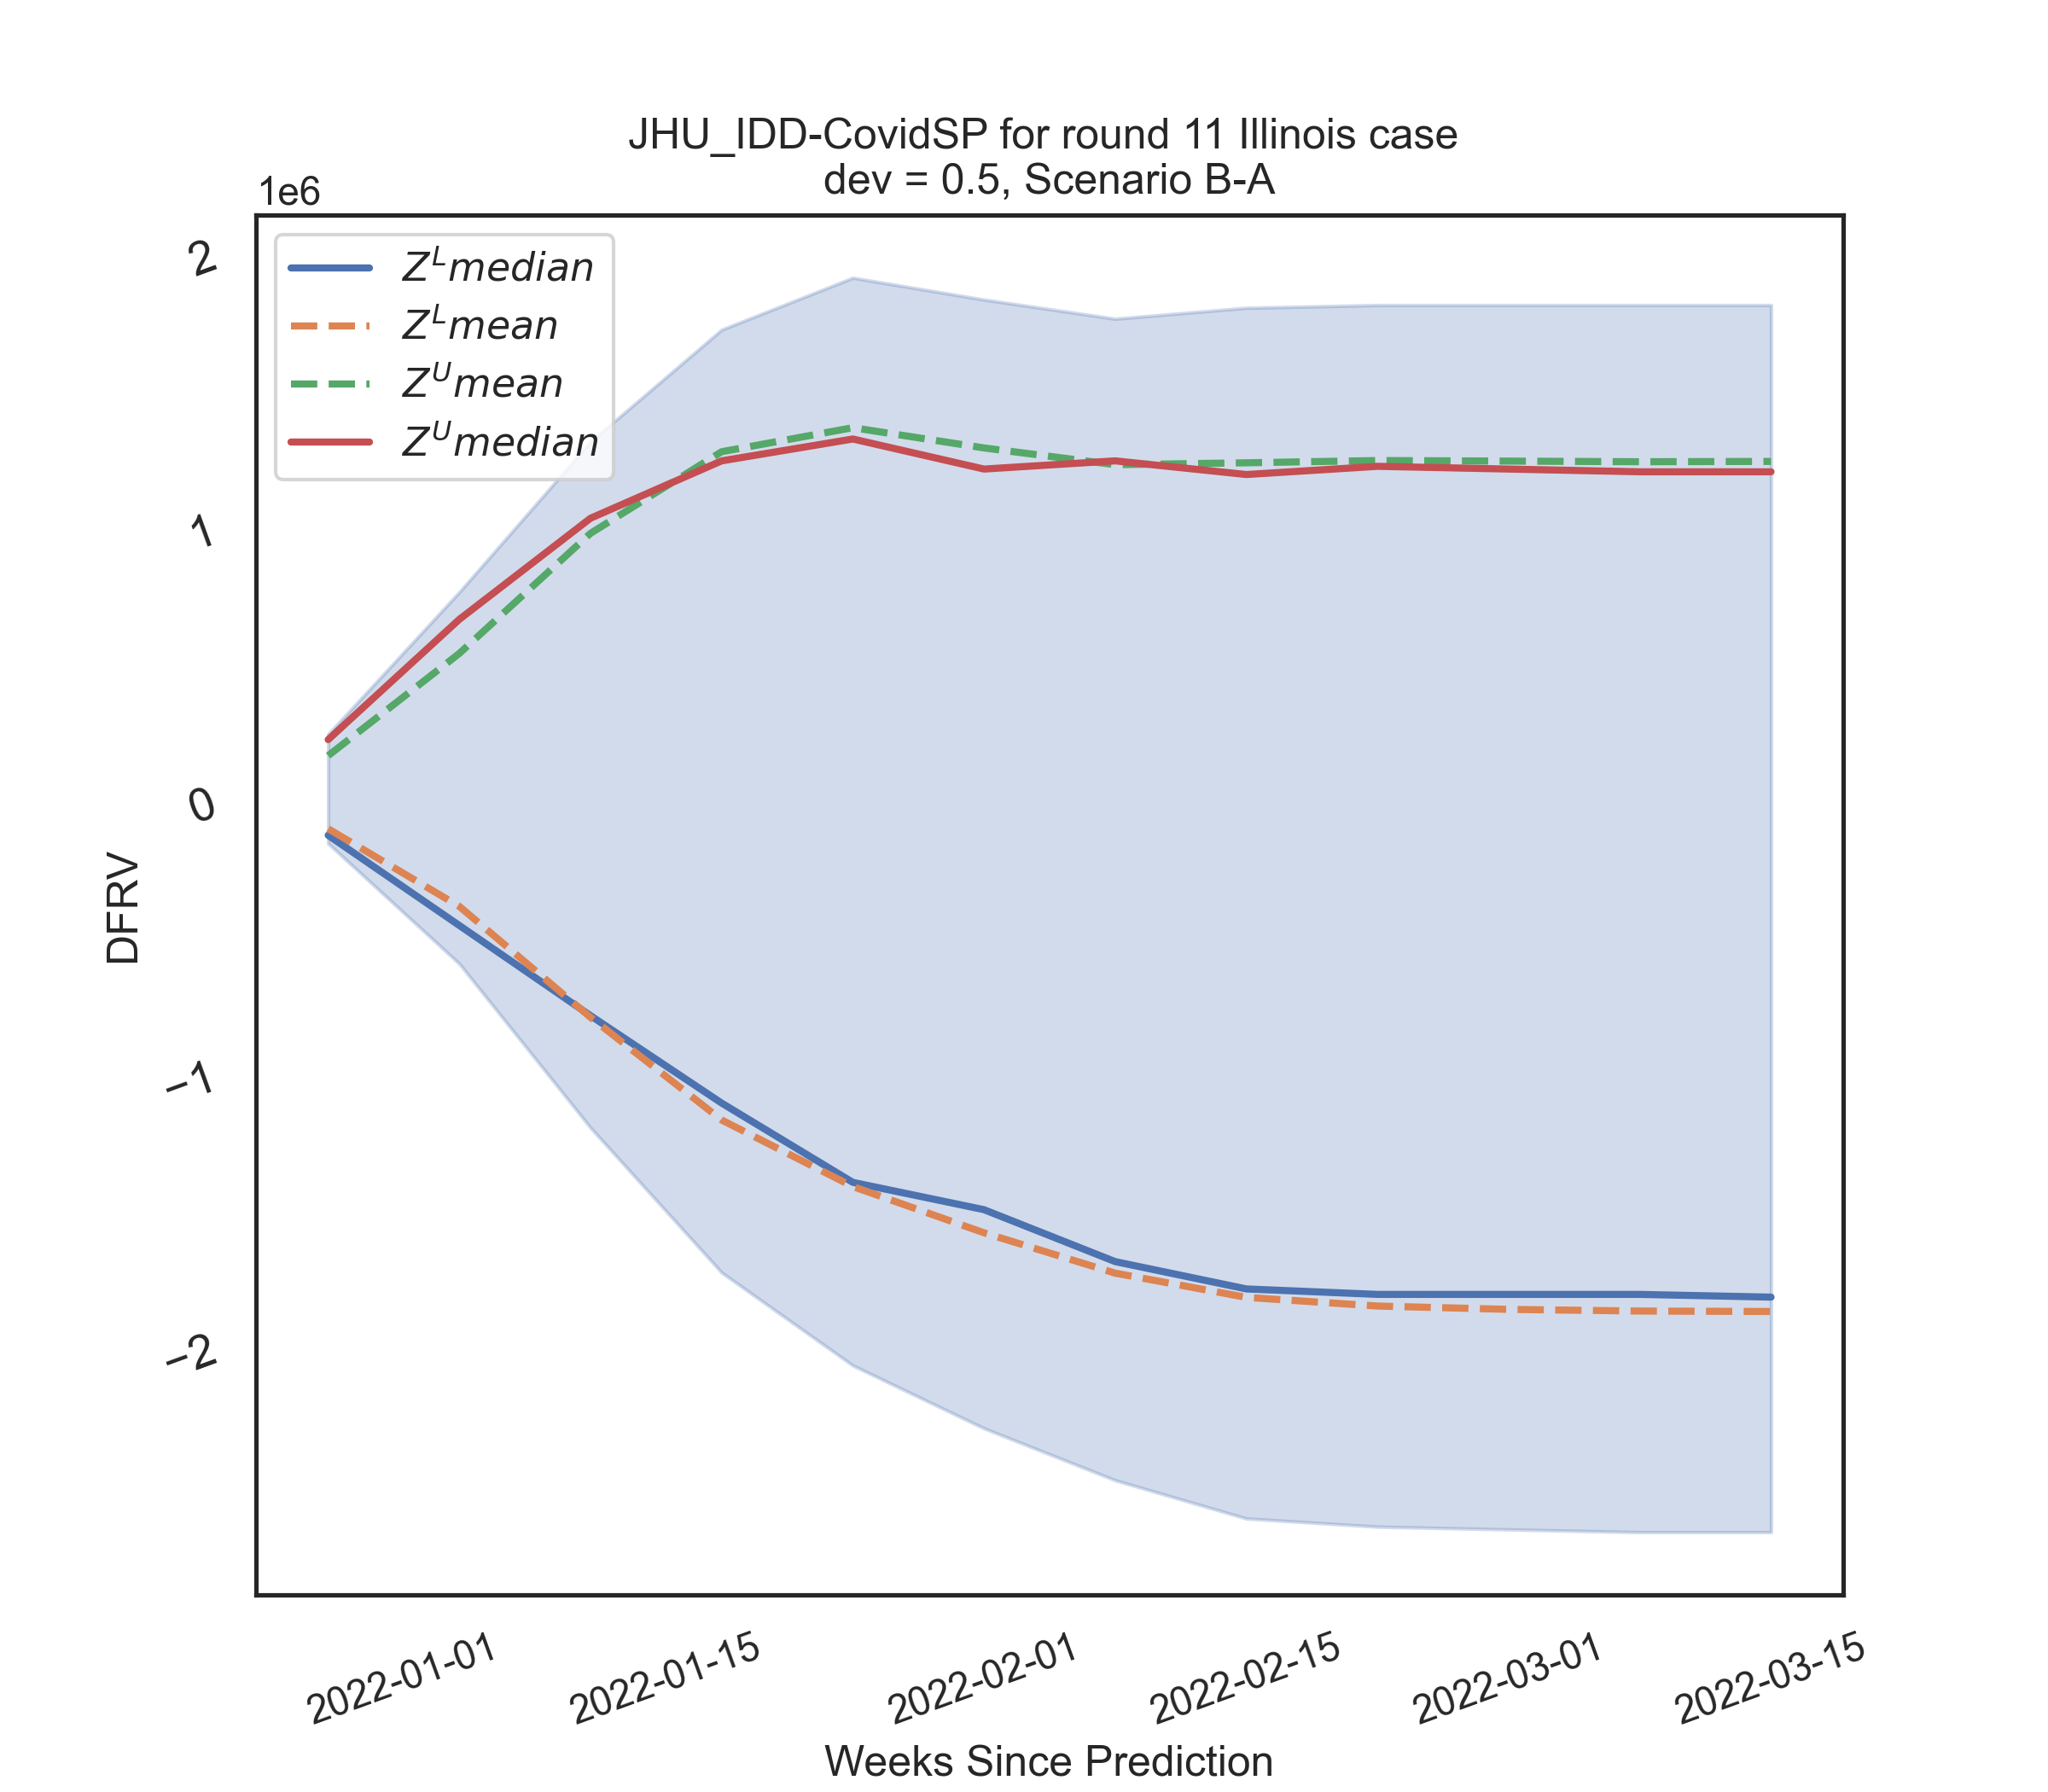 JHU_IDD-CovidSP for round 11 Illinois case
dev = 0.5, Scenario B-A
1e6
Z^L median
Z^L mean
Z^U mean
Z^U median
2
1
0
−1
−2
DFRV
2022-01-01
2022-01-15
2022-02-01
2022-02-15
2022-03-01
2022-03-15
Weeks Since Prediction